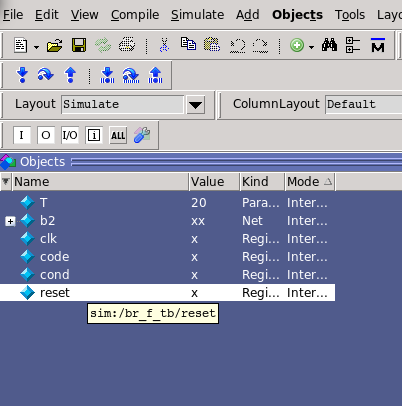 File Edit View Compile Simulate Add Objects Tools Layo
Layout Simulate ColumnLayout Default
I O I/O i ALL
Objects
Name Value Kind Mode
T 20 Para... Inter...
b2 xx Net Inter...
clk x Regi... Inter...
code x Regi... Inter...
cond x Regi... Inter...
reset x Regi... Inter...
sim:/br_f_tb/reset